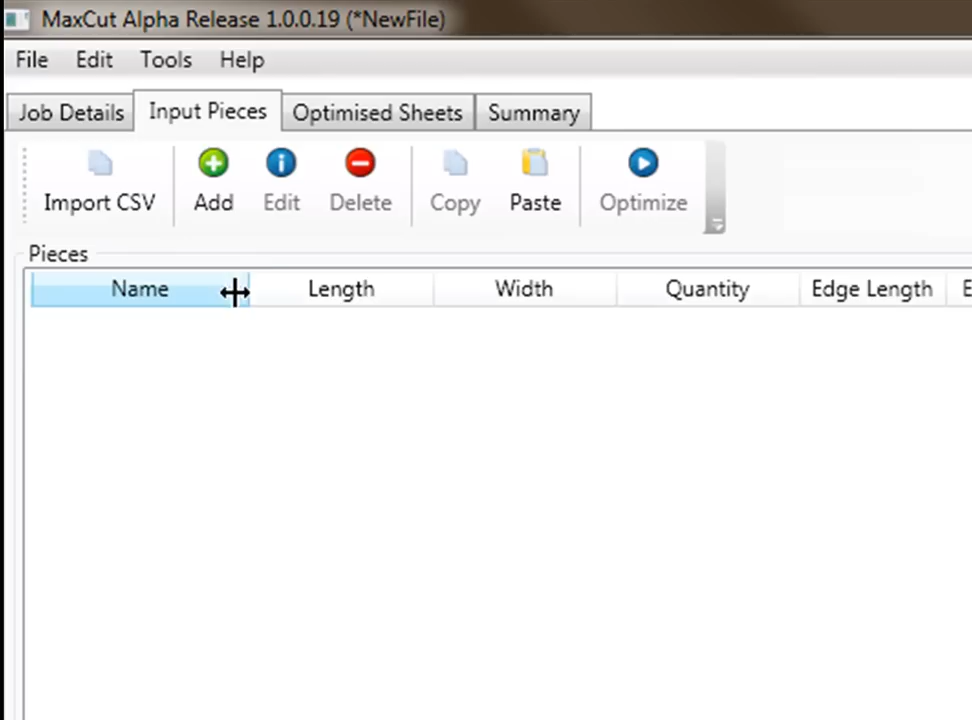 MaxCut Alpha Release 1.0.0.19 (*NewFile)
File Edit Tools Help
Job Details Input Pieces Optimised Sheets Summary
Import CSV Add Edit Delete Copy Paste Optimize
Pieces
Name Length Width Quantity Edge Length